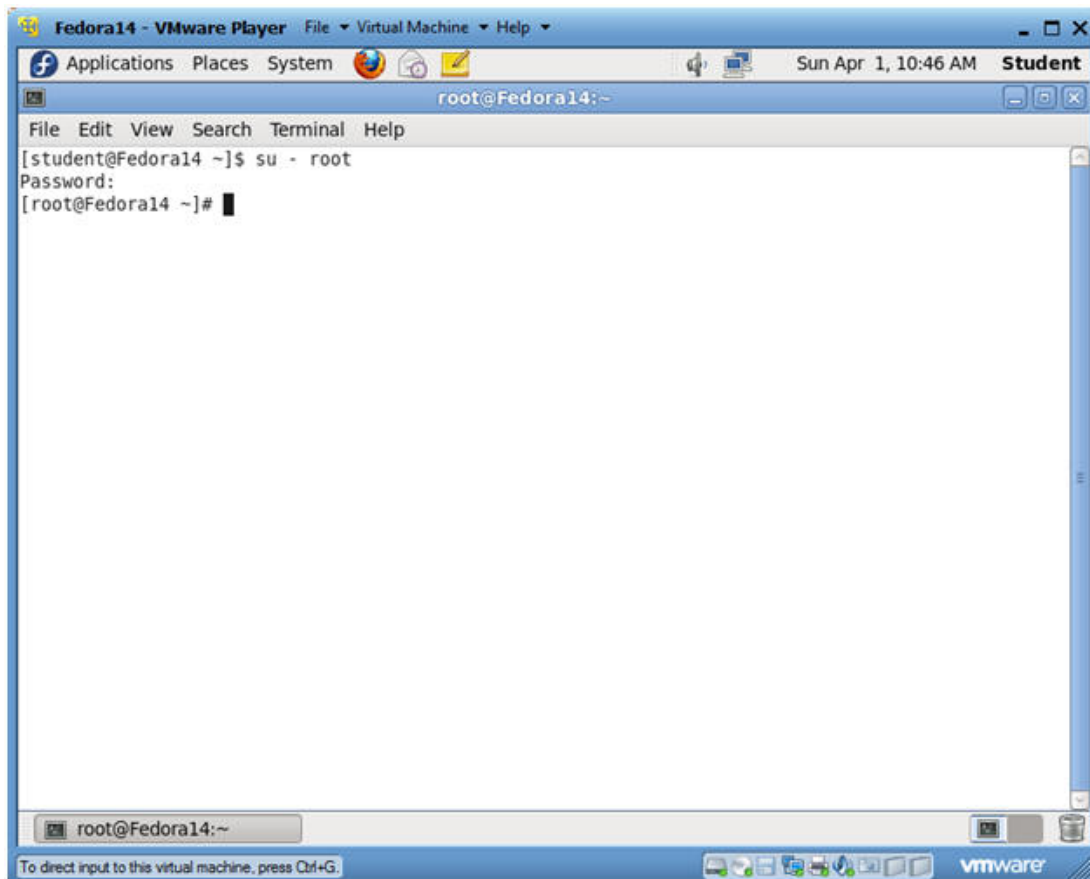 Fedora14 - VMware Player File Virtual Machine Help
Applications Places System Sun Apr 1, 10:46 AM Student
root@Fedora14:~
File Edit View Search Terminal Help
[student@Fedora14 ~]$ su - root
Password:
[root@Fedora14 ~]#
root@Fedora14:~
To direct input to this virtual machine, press Ctrl+G.
vmware